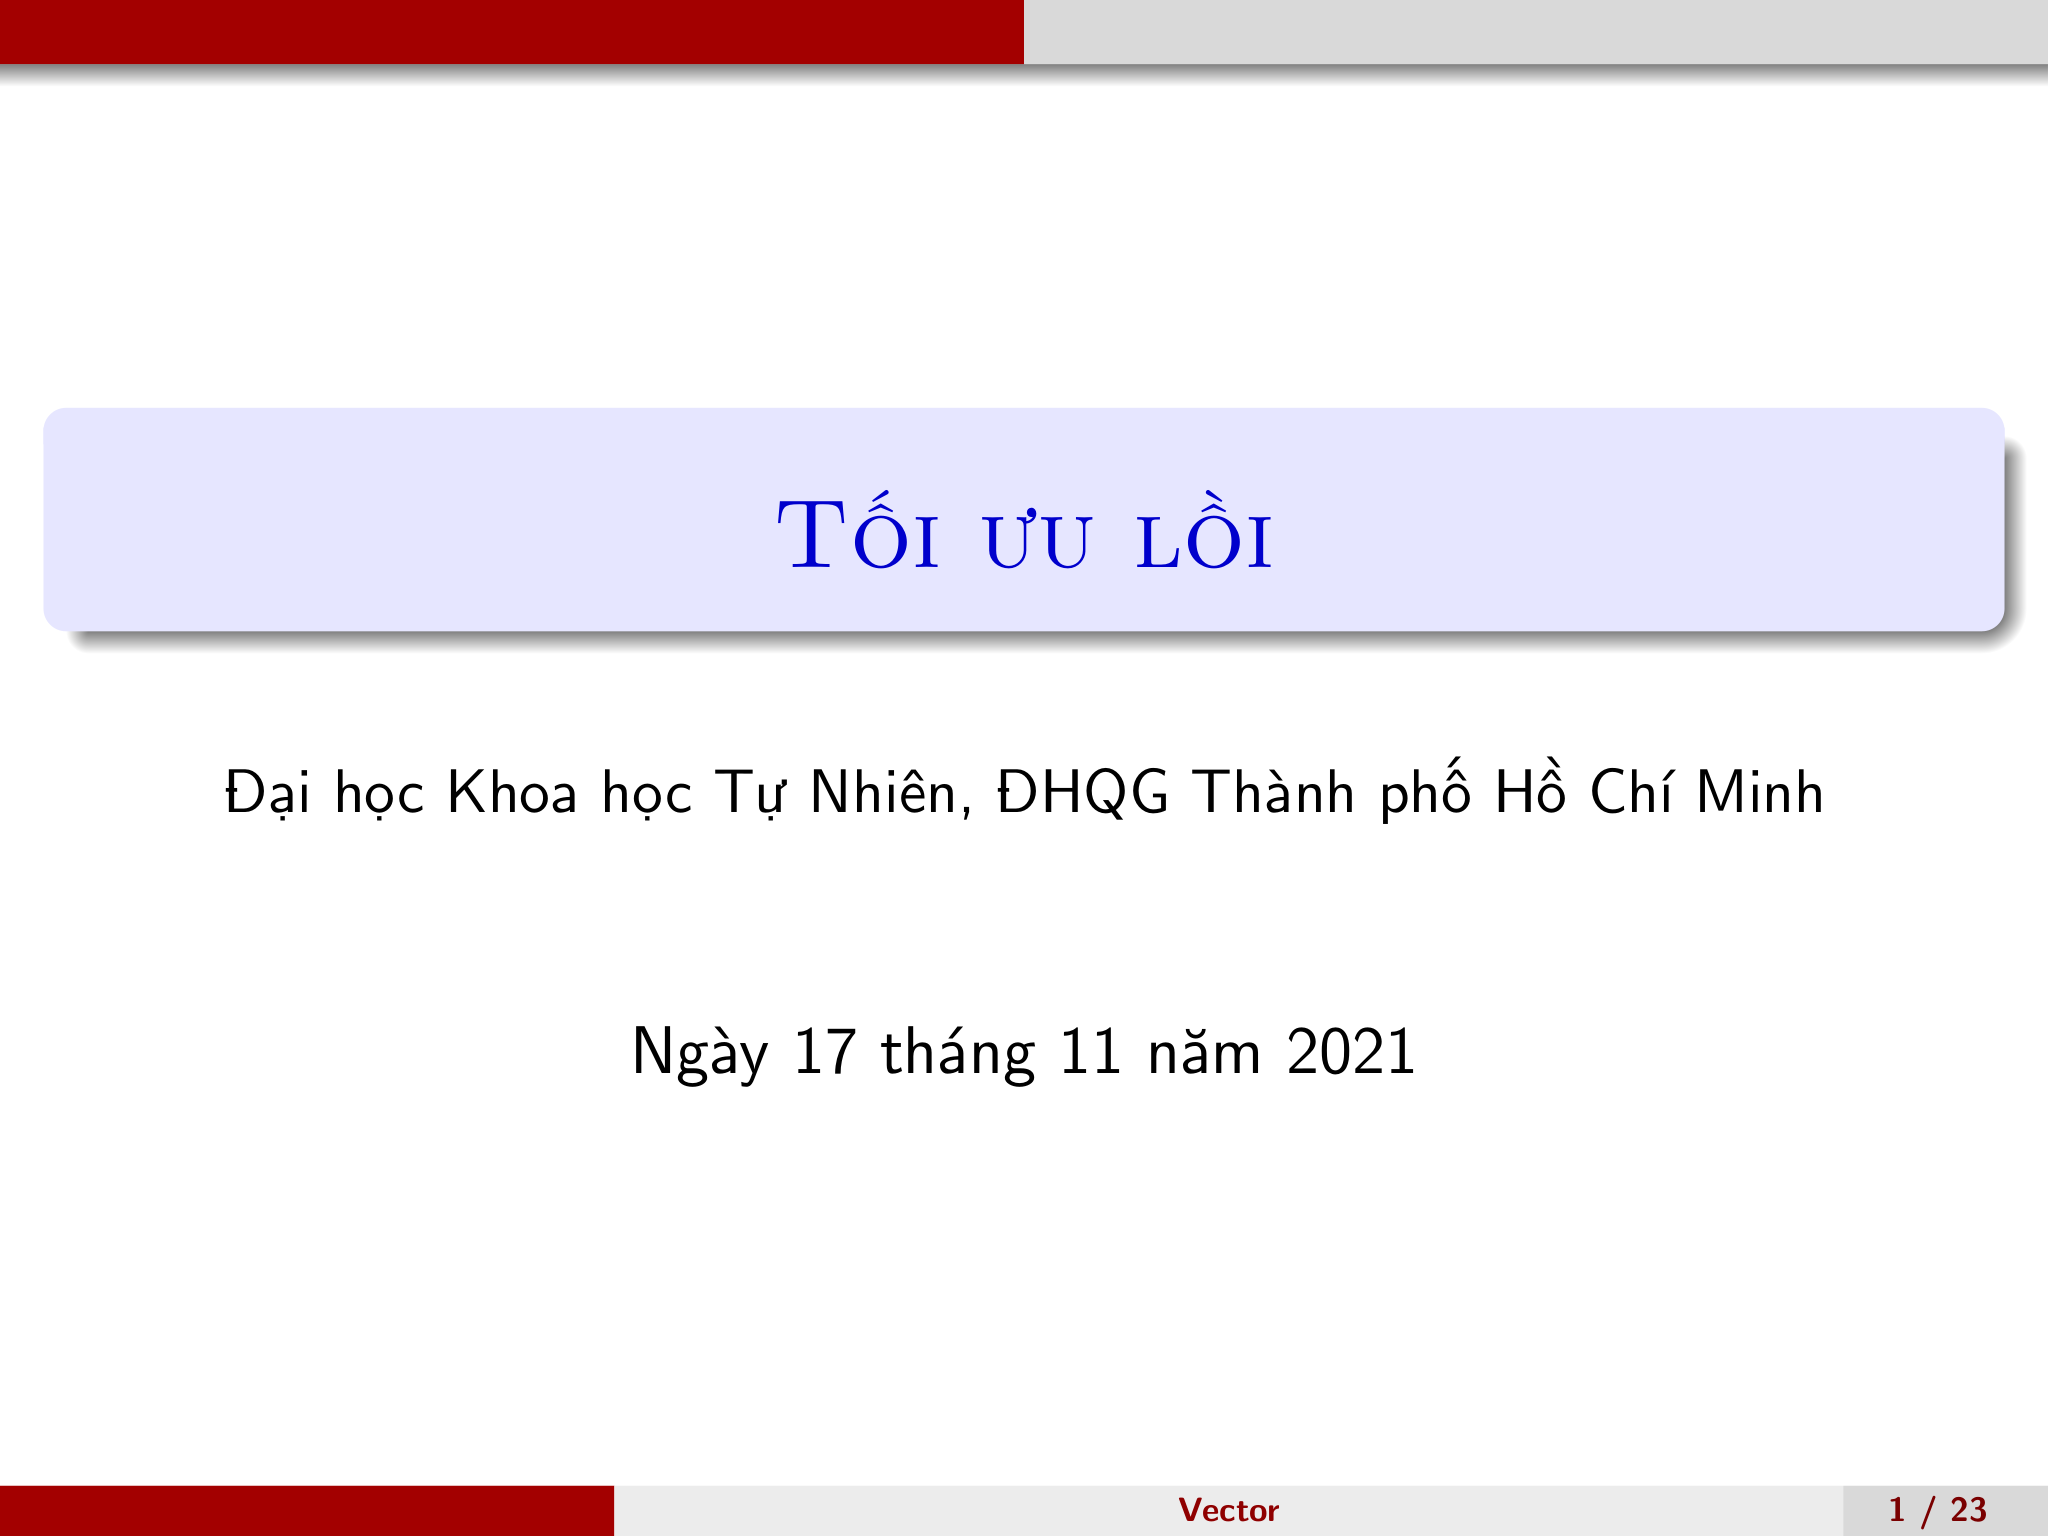 Tối ưu lồi
Đại học Khoa học Tự Nhiên, ĐHQG Thành phố Hồ Chí Minh
Ngày 17 tháng 11 năm 2021
Vector
1 / 23